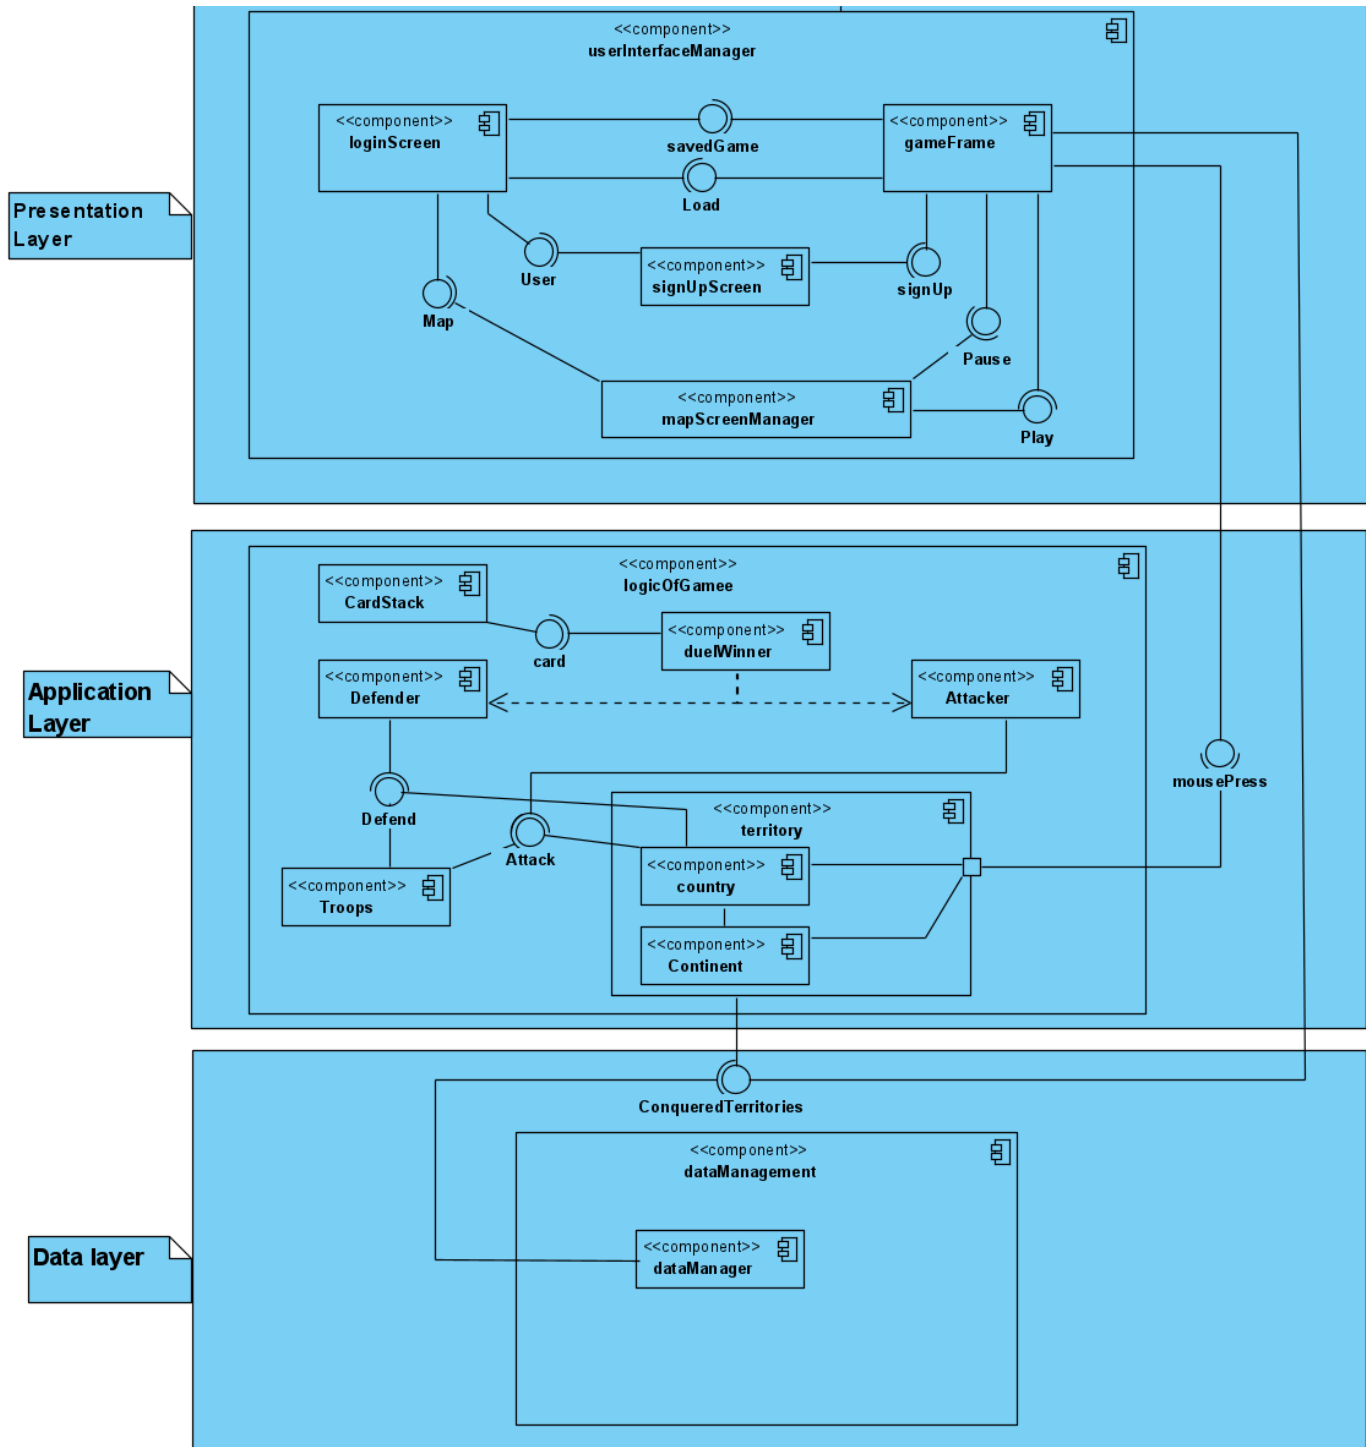 <<component>>
userInterfaceManager
<<component>>
loginScreen
savedGame
<<component>>
gameFrame
Load
Presentation
Layer
User
<<component>>
signUpScreen
signUp
Map
Pause
<<component>>
mapScreenManager
Play
<<component>>
logicOfGamee
<<component>>
CardStack
card
<<component>>
duelWinner
<<component>>
Defender
<<component>>
Attacker
Application
Layer
mousePress
Defend
<<component>>
territory
Attack
<<component>>
country
<<component>>
Troops
<<component>>
Continent
ConqueredTerritories
<<component>>
dataManagement
Data layer
<<component>>
dataManager